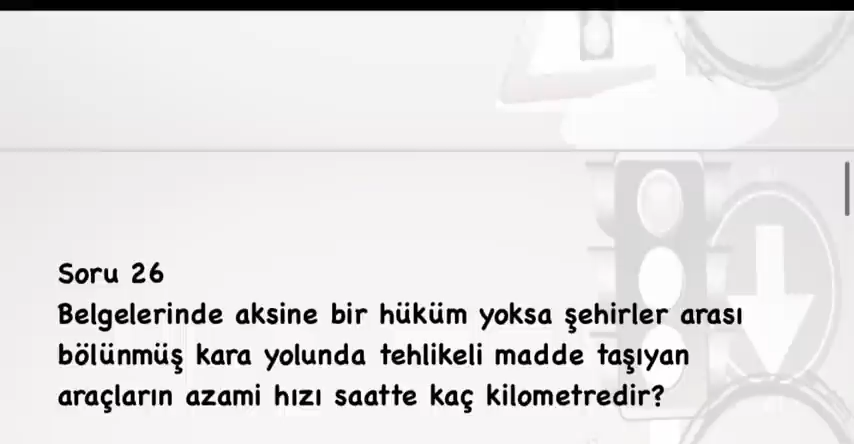 Soru 26
Belgelerinde aksine bir hüküm yoksa şehirler arası
bölünmüş kara yolunda tehlikeli madde taşıyan
araçların azami hızı saatte kaç kilometredir?